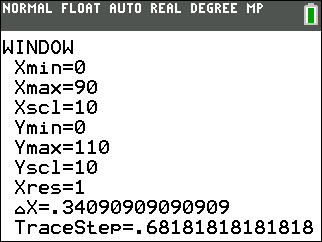 NORMAL FLOAT AUTO REAL DEGREE MP
WINDOW
Xmin=0
Xmax=90
Xscl=10
Ymin=0
Ymax=110
Yscl=10
Xres=1
△X=.34090909090909
TraceStep=.68181818181818